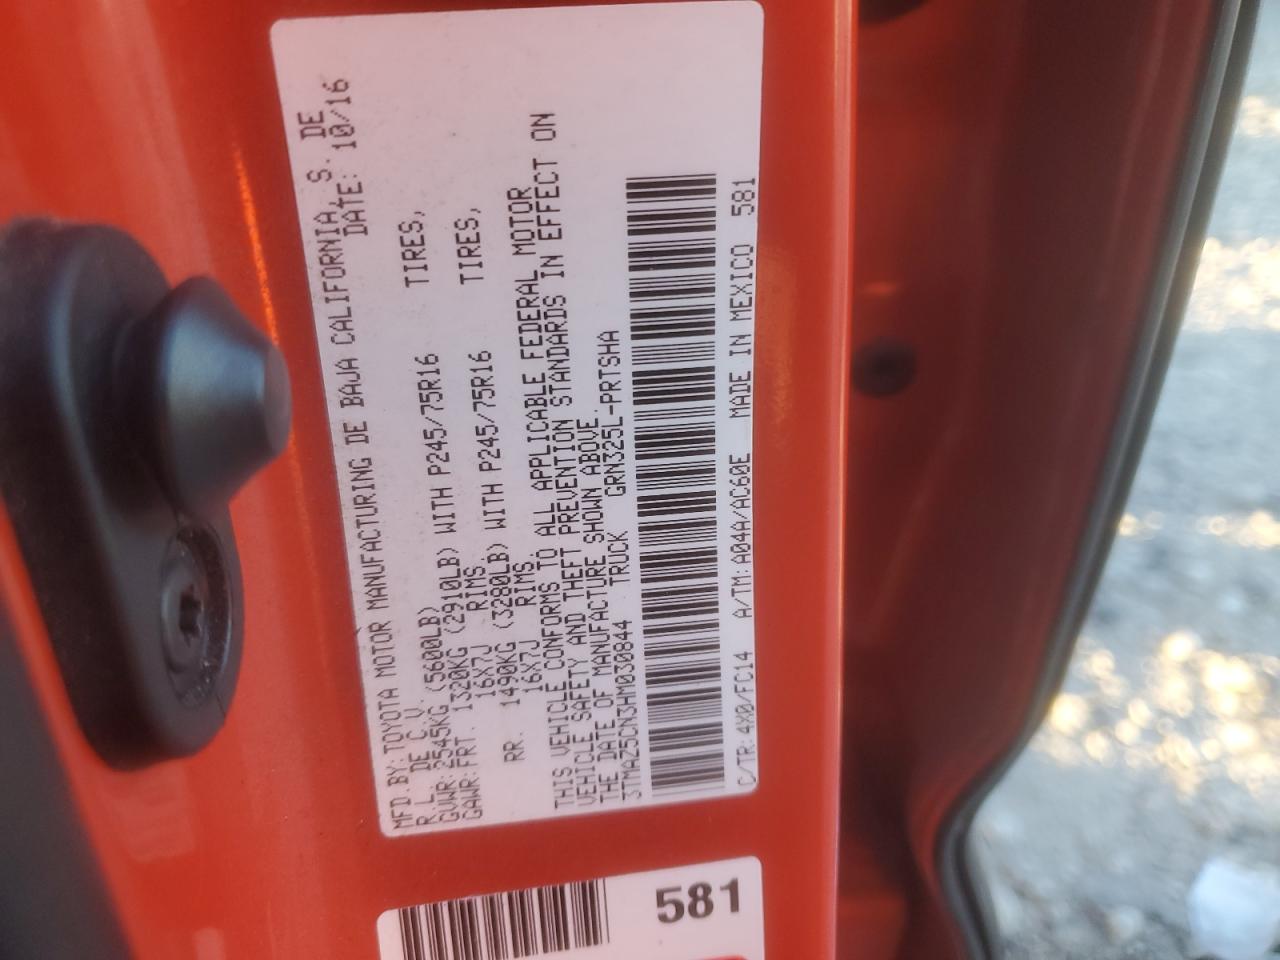 MFD.BY:TOYOTA MOTOR MANUFACTURING DE BAJA CALIFORNIA, S. DE
R.L. DE C.V. DATE: 10/16
GVWR:2545KG (5600LB)
GAWR:FRT. 1320KG (2910LB) WITH P245/75R16 TIRES,
16X7J RIMS.
RR. 1490KG (3280LB) WITH P245/75R16 TIRES,
16X7J RIMS.
THIS VEHICLE CONFORMS TO ALL APPLICABLE FEDERAL MOTOR
VEHICLE SAFETY AND THEFT PREVENTION STANDARDS IN EFFECT ON
THE DATE OF MANUFACTURE SHOWN ABOVE.
3TMAZ5CN3HM030844 TRUCK GRN325L-PRTSHA
C/TR:4X0/FC14 A/TM:A04A/AC60E MADE IN MEXICO 581
581